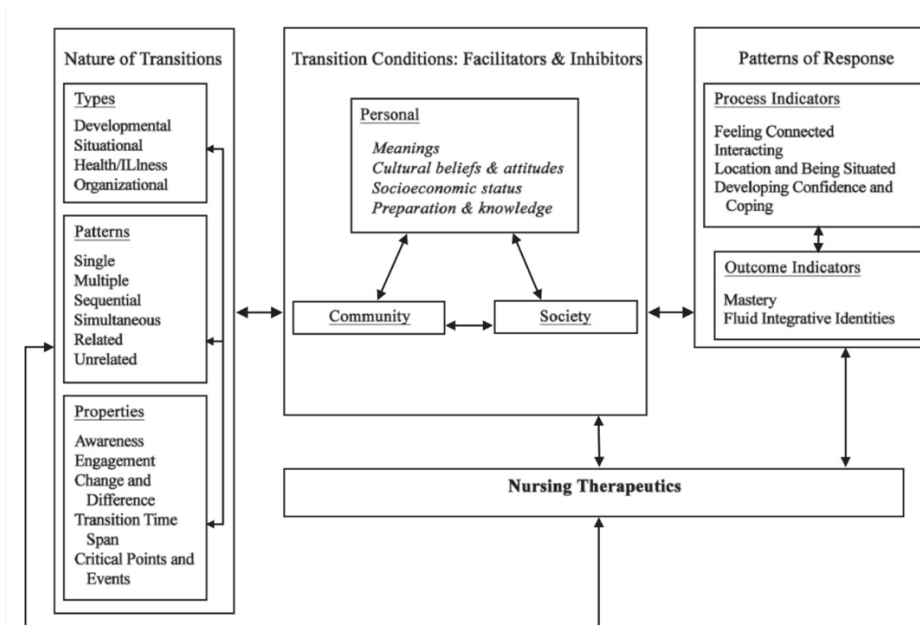 Nature of Transitions
Types
Developmental
Situational
Health/ILlness
Organizational
Patterns
Single
Multiple
Sequential
Simultaneous
Related
Unrelated
Properties
Awareness
Engagement
Change and
Difference
Transition Time
Span
Critical Points and
Events
Transition Conditions: Facilitators & Inhibitors
Personal
Meanings
Cultural beliefs & attitudes
Socioeconomic status
Preparation & knowledge
Community
Society
Patterns of Response
Process Indicators
Feeling Connected
Interacting
Location and Being Situated
Developing Confidence and
Coping
Outcome Indicators
Mastery
Fluid Integrative Identities
Nursing Therapeutics